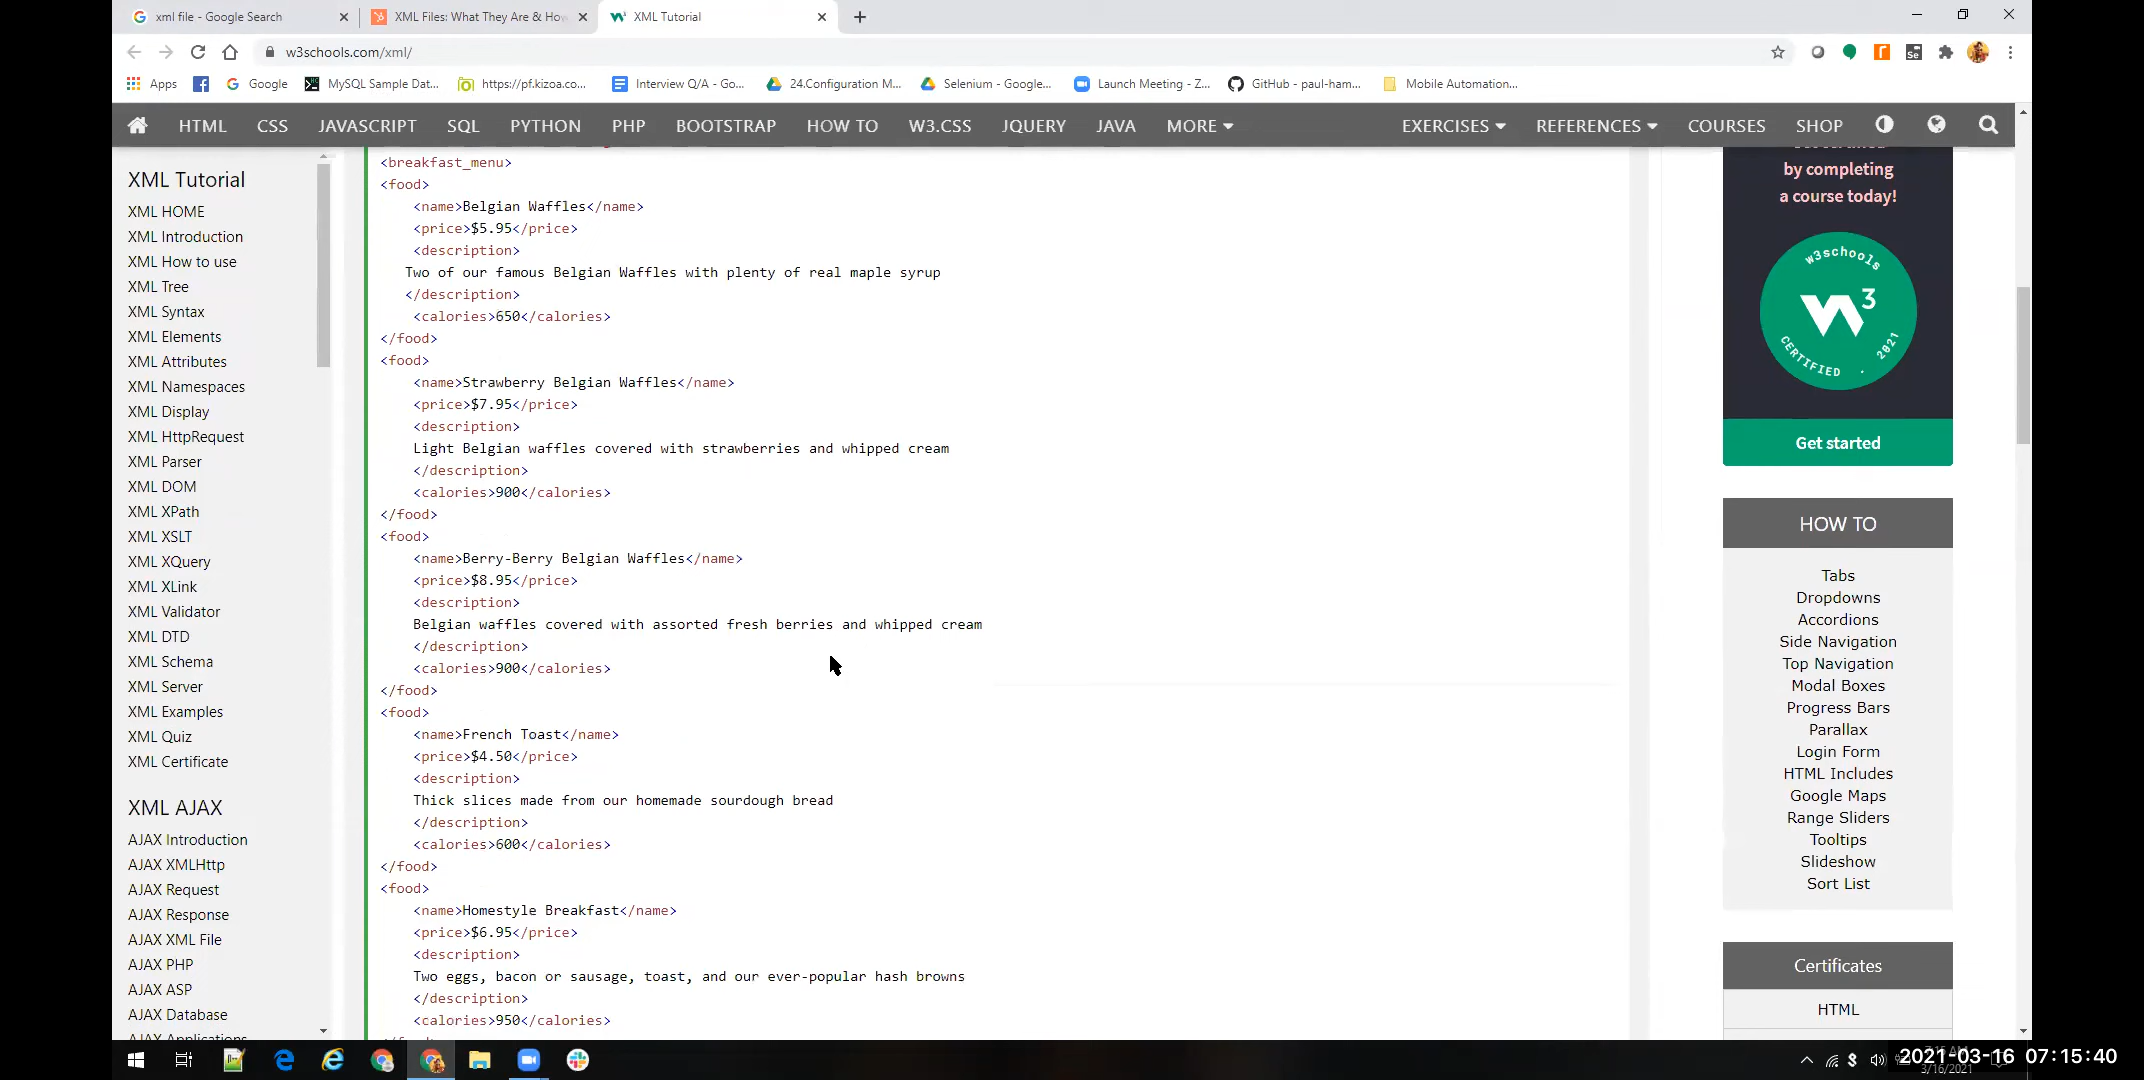 xml file - Google Search
XML Files: What They Are & How
XML Tutorial
w3schools.com/xml/
Apps
Google
MySQL Sample Dat...
https://pf.kizoa.co...
Interview Q/A - Go...
24.Configuration M...
Selenium - Google...
Launch Meeting - Z...
GitHub - paul-ham...
Mobile Automation...
HTML CSS JAVASCRIPT SQL PYTHON PHP BOOTSTRAP HOW TO W3.CSS JQUERY JAVA MORE EXERCISES REFERENCES COURSES SHOP
XML Tutorial
XML HOME
XML Introduction
XML How to use
XML Tree
XML Syntax
XML Elements
XML Attributes
XML Namespaces
XML Display
XML HttpRequest
XML Parser
XML DOM
XML XPath
XML XSLT
XML XQuery
XML XLink
XML Validator
XML DTD
XML Schema
XML Server
XML Examples
XML Quiz
XML Certificate
XML AJAX
AJAX Introduction
AJAX XMLHttp
AJAX Request
AJAX Response
AJAX XML File
AJAX PHP
AJAX ASP
AJAX Database
AJAX Applications
<breakfast_menu>
<food>
<name>Belgian Waffles</name>
<price>$5.95</price>
<description>
Two of our famous Belgian Waffles with plenty of real maple syrup
</description>
<calories>650</calories>
</food>
<food>
<name>Strawberry Belgian Waffles</name>
<price>$7.95</price>
<description>
Light Belgian waffles covered with strawberries and whipped cream
</description>
<calories>900</calories>
</food>
<food>
<name>Berry-Berry Belgian Waffles</name>
<price>$8.95</price>
<description>
Belgian waffles covered with assorted fresh berries and whipped cream
</description>
<calories>900</calories>
</food>
<food>
<name>French Toast</name>
<price>$4.50</price>
<description>
Thick slices made from our homemade sourdough bread
</description>
<calories>600</calories>
</food>
<food>
<name>Homestyle Breakfast</name>
<price>$6.95</price>
<description>
Two eggs, bacon or sausage, toast, and our ever-popular hash browns
</description>
<calories>950</calories>
by completing
a course today!
w3schools
3
CERTIFIED . 2021
Get started
HOW TO
Tabs
Dropdowns
Accordions
Side Navigation
Top Navigation
Modal Boxes
Progress Bars
Parallax
Login Form
HTML Includes
Google Maps
Range Sliders
Tooltips
Slideshow
Sort List
Certificates
HTML
2021-03-16 07:15:40
3/16/2021